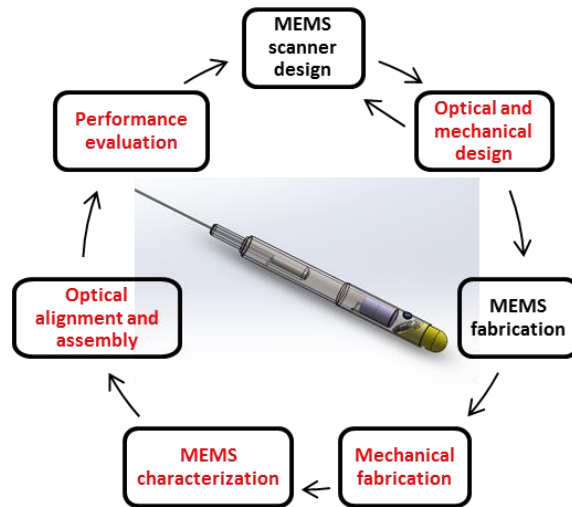 MEMS
scanner
design
Optical and
mechanical
design
MEMS
fabrication
Mechanical
fabrication
MEMS
characterization
Optical
alignment and
assembly
Performance
evaluation